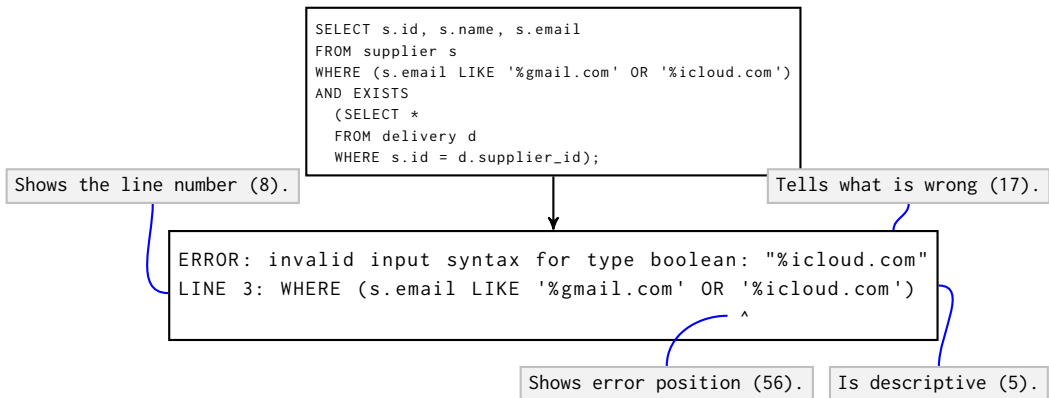 SELECT s.id, s.name, s.email
FROM supplier s
WHERE (s.email LIKE '%gmail.com' OR '%icloud.com')
AND EXISTS
  (SELECT *
  FROM delivery d
  WHERE s.id = d.supplier_id);
Shows the line number (8).
Tells what is wrong (17).
ERROR: invalid input syntax for type boolean: "%icloud.com"
LINE 3: WHERE (s.email LIKE '%gmail.com' OR '%icloud.com')
^
Shows error position (56).
Is descriptive (5).